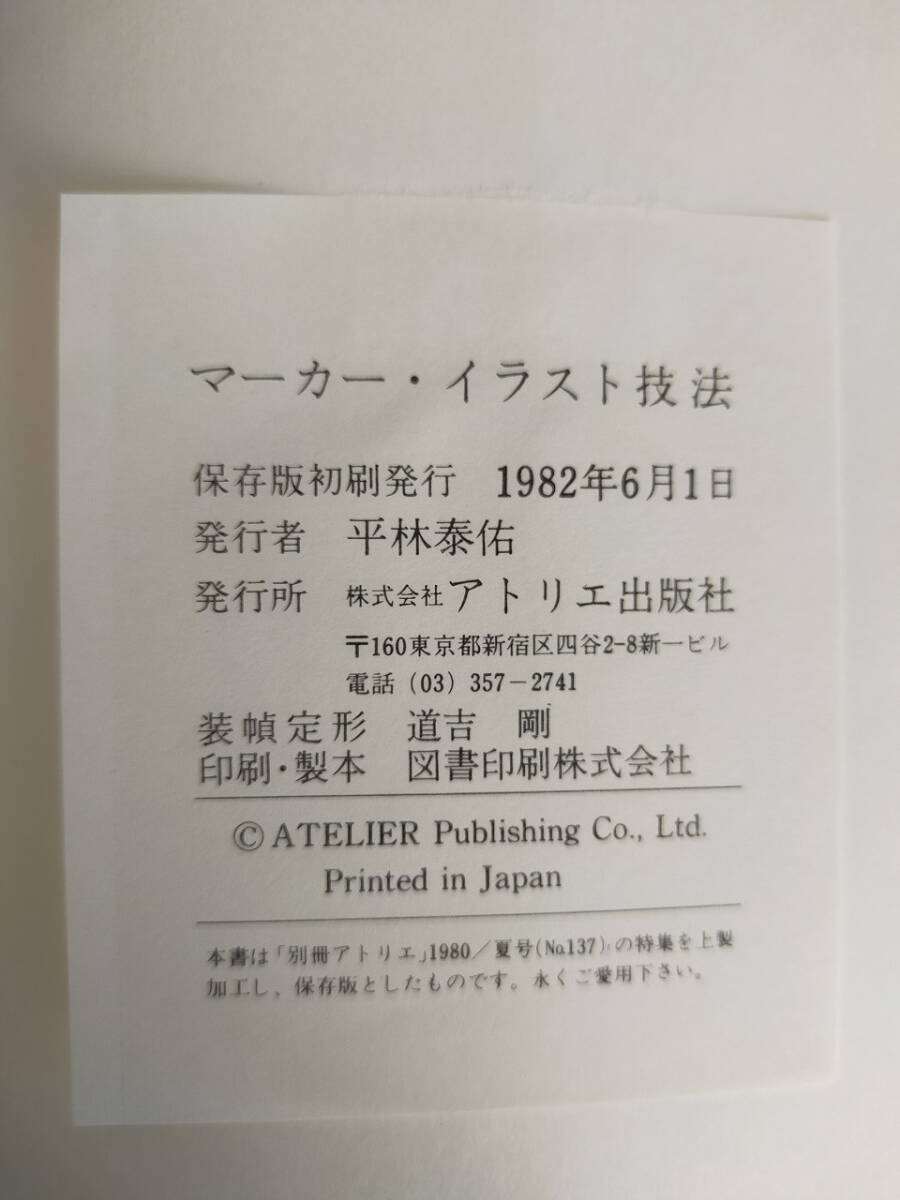 マーカー・イラスト技法
保存版初刷発行　1982年6月1日
発行者　平林泰佑
発行所　株式会社アトリエ出版社
〒160東京都新宿区四谷2-8新一ビル
電話 (03) 357-2741
装幀定形　道吉　剛
印刷・製本　図書印刷株式会社
© ATELIER Publishing Co., Ltd.
Printed in Japan
本書は「別冊アトリエ」1980／夏号(No.137)の特集を上製
加工し、保存版としたものです。永くご愛用下さい。